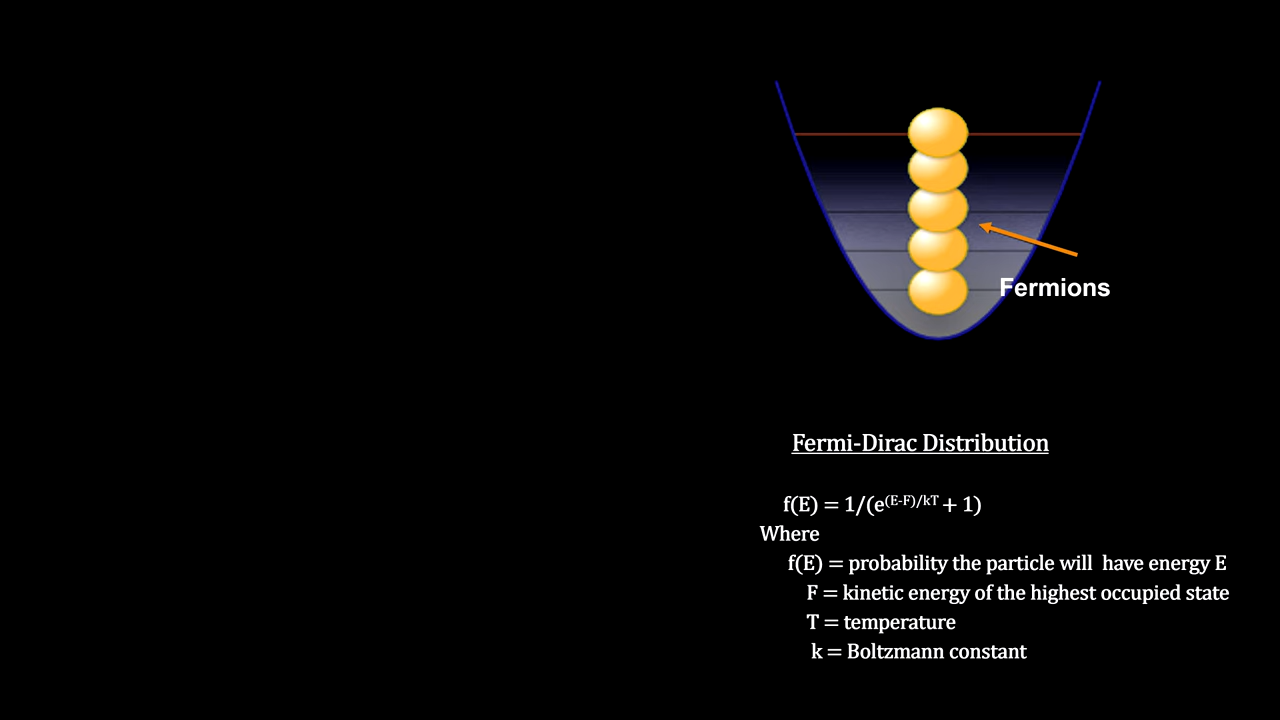 Fermions
Fermi-Dirac Distribution
f(E) = 1/(e^(E-F)/kT + 1)
Where
f(E) = probability the particle will have energy E
F = kinetic energy of the highest occupied state
T = temperature
k = Boltzmann constant